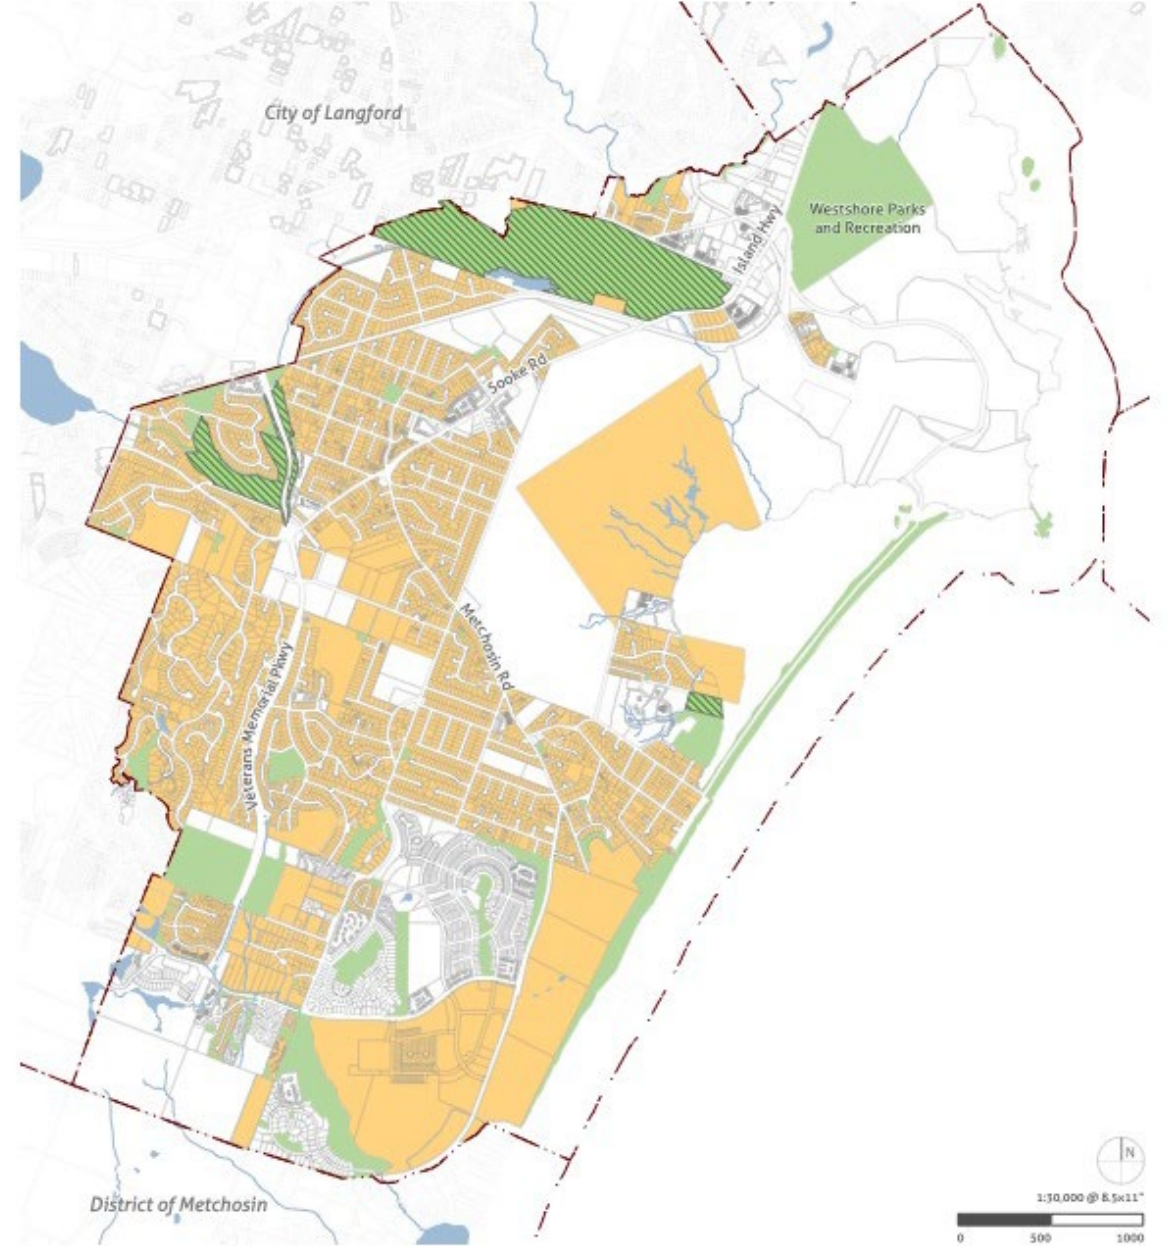 City of Langford
Westshore Parks
and Recreation
Island Hwy
Sooke Rd
Metchosin Rd
Veterans Memorial Pkwy
N
1:30,000 @ 8.5x11"
0 500 1000
District of Metchosin